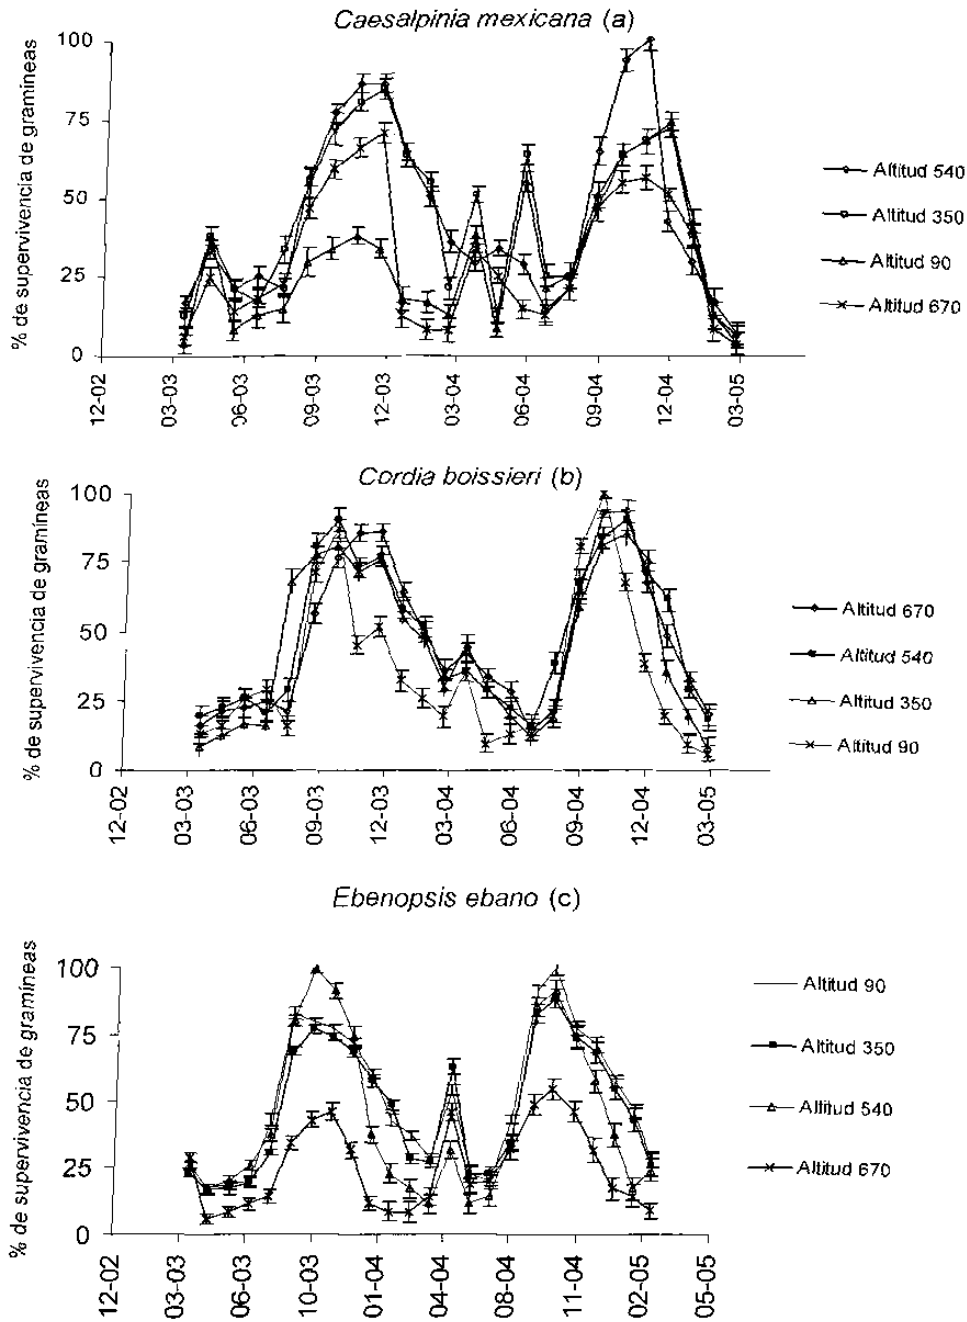 Caesalpinia mexicana (a)
% de supervivencia de gramíneas
100
75
50
25
0
12-02
03-03
06-03
09-03
12-03
03-04
06-04
09-04
12-04
03-05
Altitud 540
Altitud 350
Altitud 90
Altitud 670
Cordia boissieri (b)
% de supervivencia de gramíneas
100
75
50
25
0
12-02
03-03
06-03
09-03
12-03
03-04
06-04
09-04
12-04
03-05
Altitud 670
Altitud 540
Altitud 350
Altitud 90
Ebenopsis ebano (c)
% de supervivencia de gramíneas
100
75
50
25
0
12-02
03-03
06-03
10-03
01-04
04-04
08-04
11-04
02-05
05-05
Altitud 90
Altitud 350
Altitud 540
Altitud 670